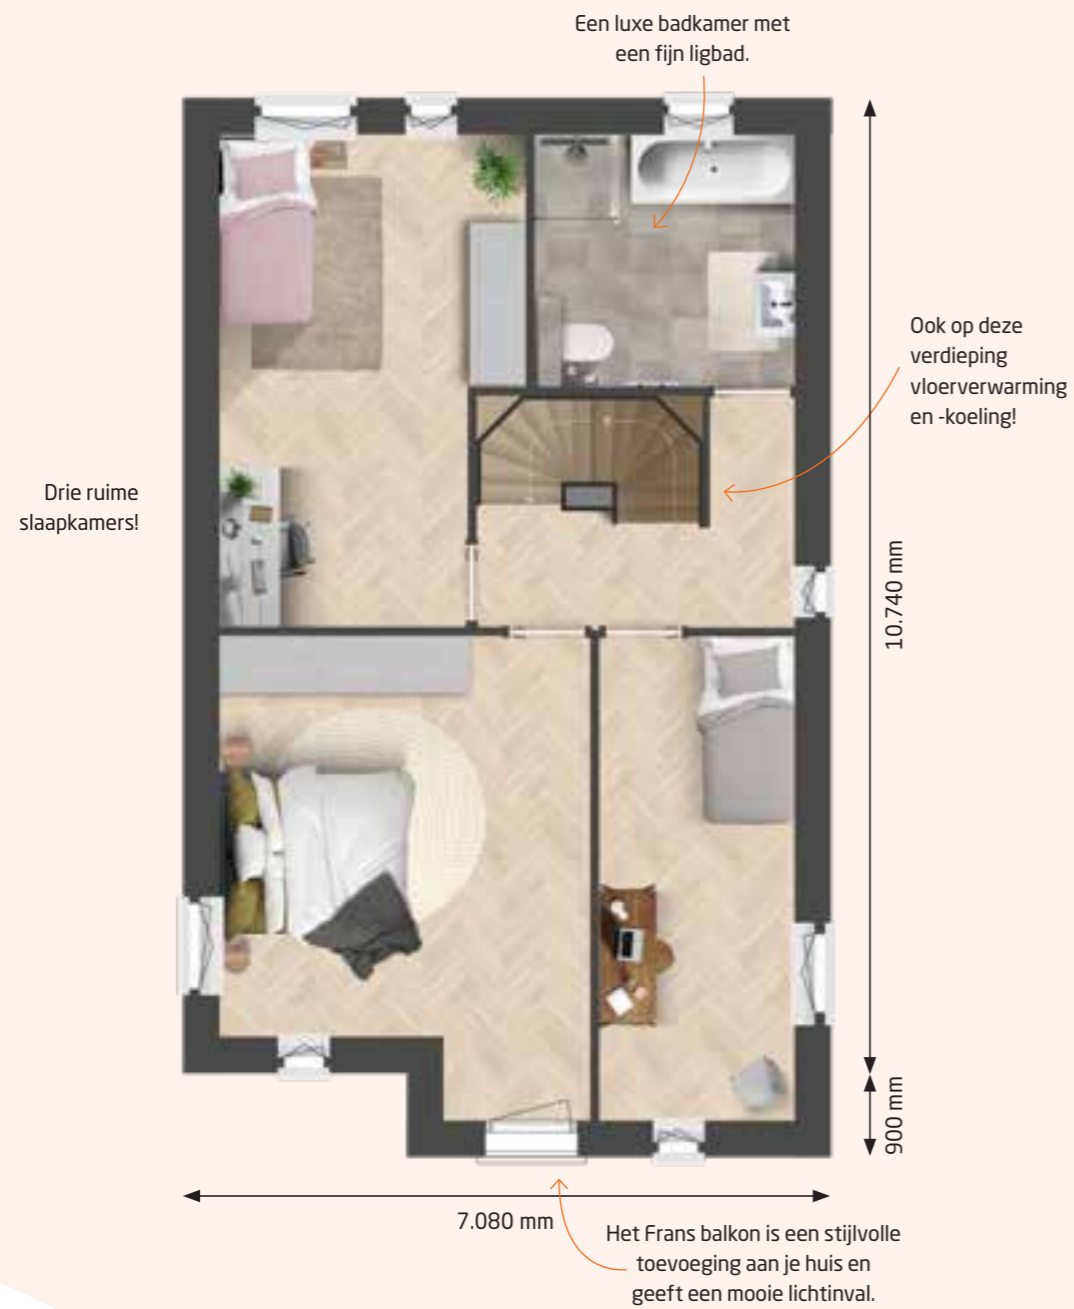 Een luxe badkamer met
een fijn ligbad.
Ook op deze
verdieping
vloerverwarming
en -koeling!
Drie ruime
slaapkamers!
10.740 mm
900 mm
7.080 mm
Het Frans balkon is een stijlvolle
toevoeging aan je huis en
geeft een mooie lichtinval.